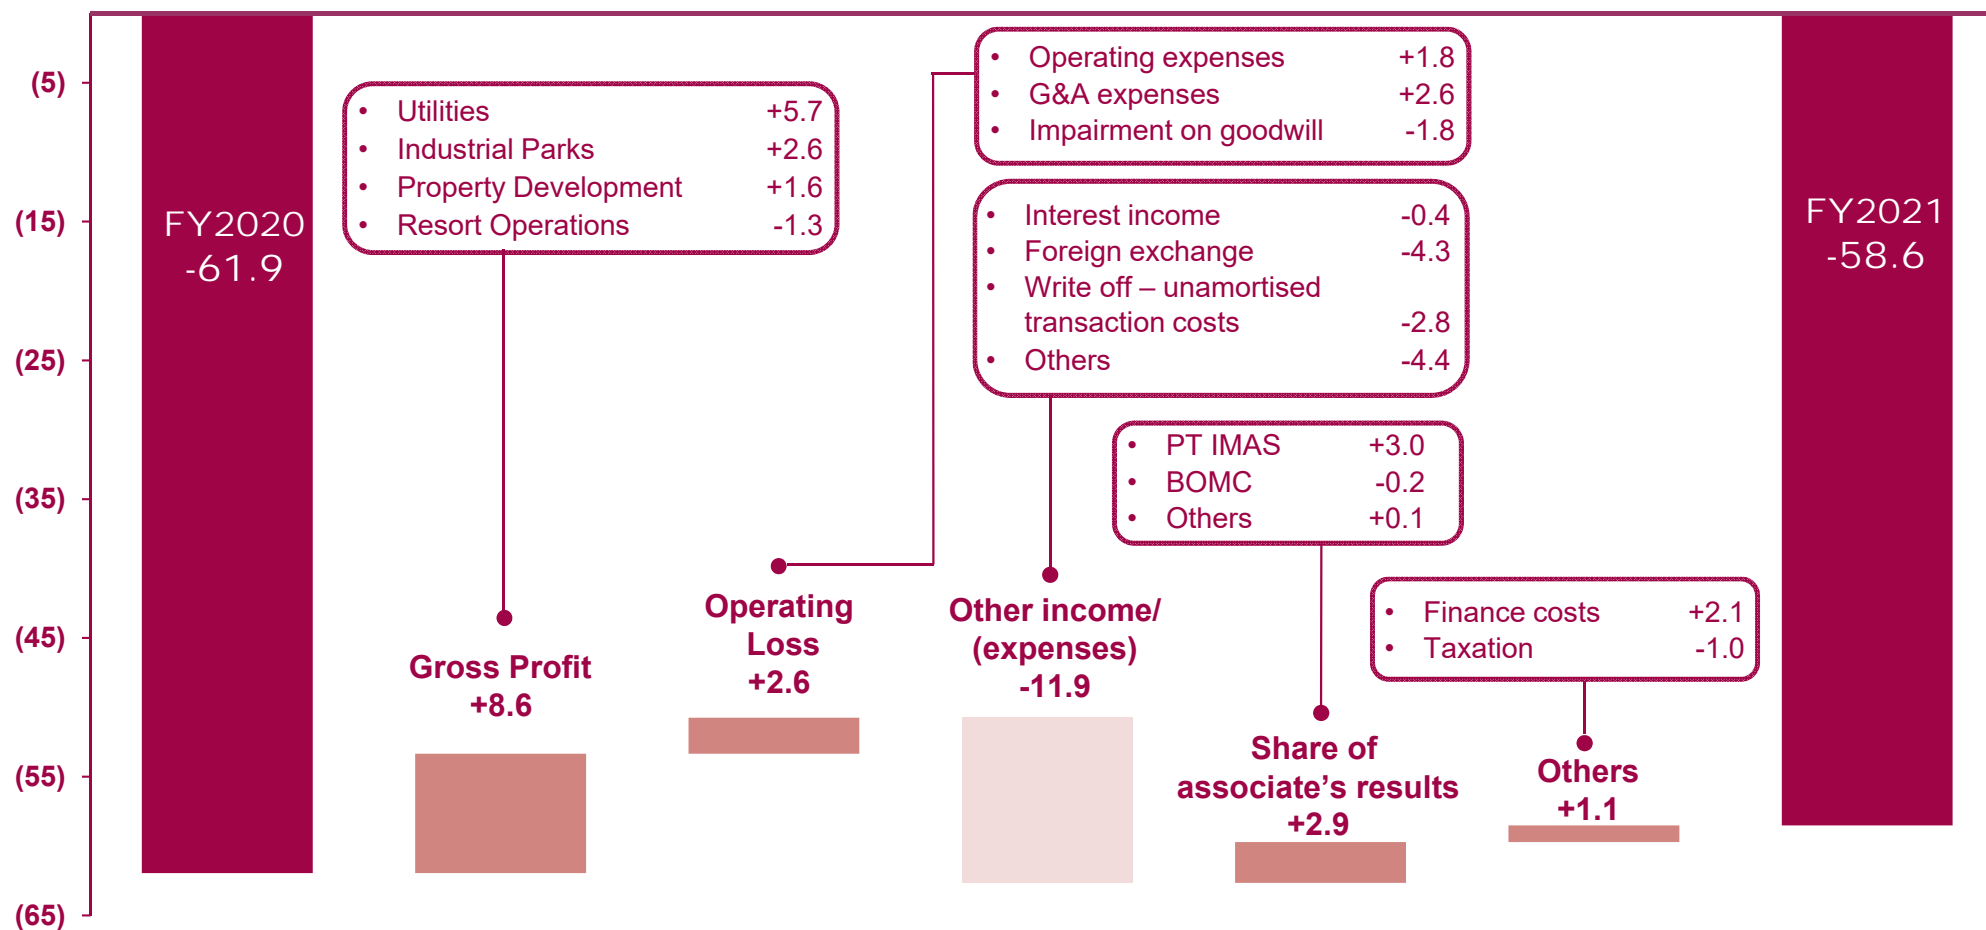 (5)
(15)
(25)
(35)
(45)
(55)
(65)
FY2020
-61.9
• Utilities +5.7
• Industrial Parks +2.6
• Property Development +1.6
• Resort Operations -1.3
Gross Profit
+8.6
• Operating expenses +1.8
• G&A expenses +2.6
• Impairment on goodwill -1.8
Operating
Loss
+2.6
• Interest income -0.4
• Foreign exchange -4.3
• Write off – unamortised
transaction costs -2.8
• Others -4.4
Other income/
(expenses)
-11.9
• PT IMAS +3.0
• BOMC -0.2
• Others +0.1
Share of
associate’s results
+2.9
• Finance costs +2.1
• Taxation -1.0
Others
+1.1
FY2021
-58.6